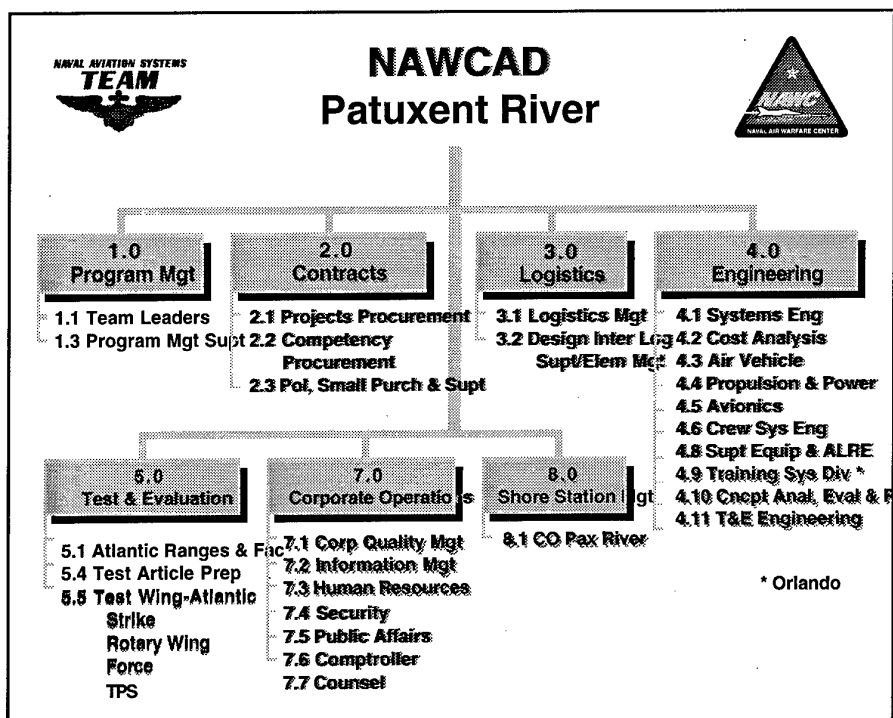 NAVAL AVIATION SYSTEMS
TEAM
NAWCAD
Patuxent River
NAWC
NAVAL AIR WARFARE CENTER
1.0
Program Mgt
1.1 Team Leaders
1.3 Program Mgt Supt
2.0
Contracts
2.1 Projects Procurement
2.2 Competency
Procurement
2.3 Pol, Small Purch & Supt
3.0
Logistics
3.1 Logistics Mgt
3.2 Design Inter Log
Supt/Elem Mgt
4.0
Engineering
4.1 Systems Eng
4.2 Cost Analysis
4.3 Air Vehicle
4.4 Propulsion & Power
4.5 Avionics
4.6 Crew Sys Eng
4.8 Supt Equip & ALRE
4.9 Training Sys Div *
4.10 Cncpt Anal, Eval &
4.11 T&E Engineering
5.0
Test & Evaluation
5.1 Atlantic Ranges & Fac
5.4 Test Article Prep
5.5 Test Wing-Atlantic
Strike
Rotary Wing
Force
TPS
7.0
Corporate Operations
7.1 Corp Quality Mgt
7.2 Information Mgt
7.3 Human Resources
7.4 Security
7.5 Public Affairs
7.6 Comptroller
7.7 Counsel
8.0
Shore Station Mgt
8.1 CO Pax River
* Orlando